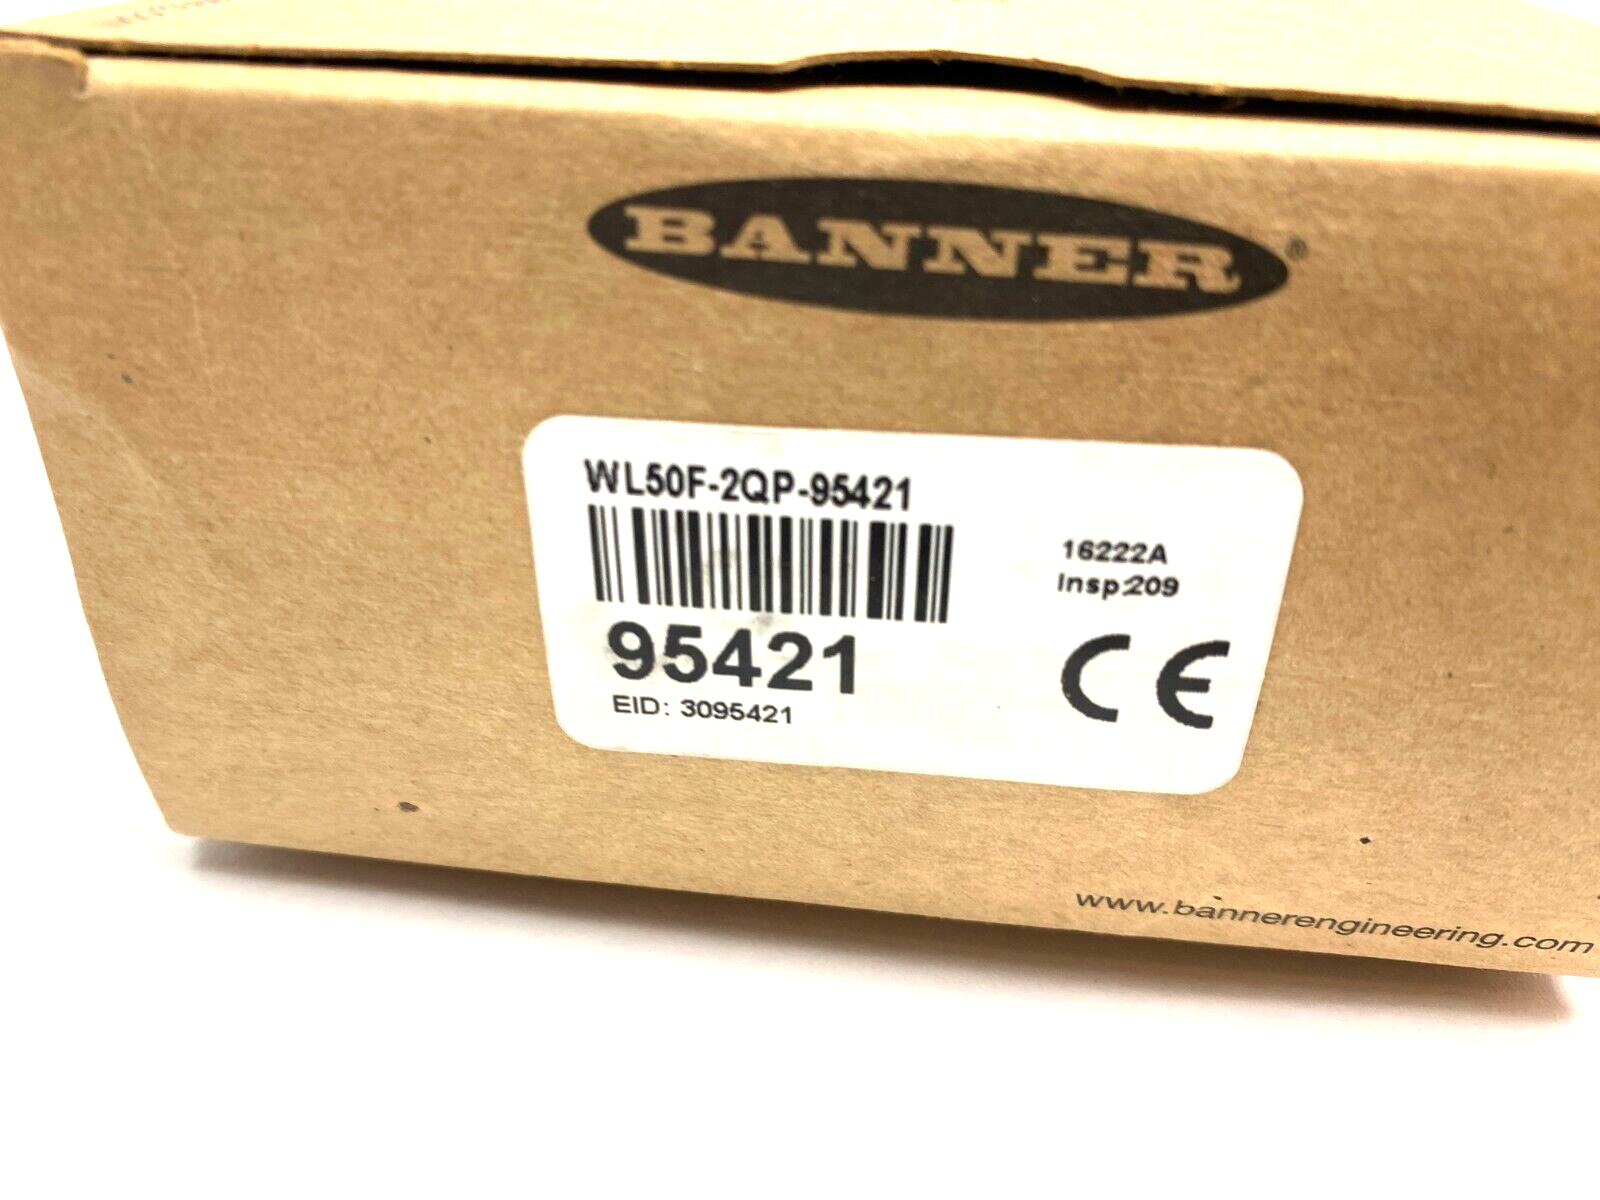 BANNER®
WL50F-2QP-95421
16222A
Insp:209
95421
EID: 3095421
CE
www.bannerengineering.com